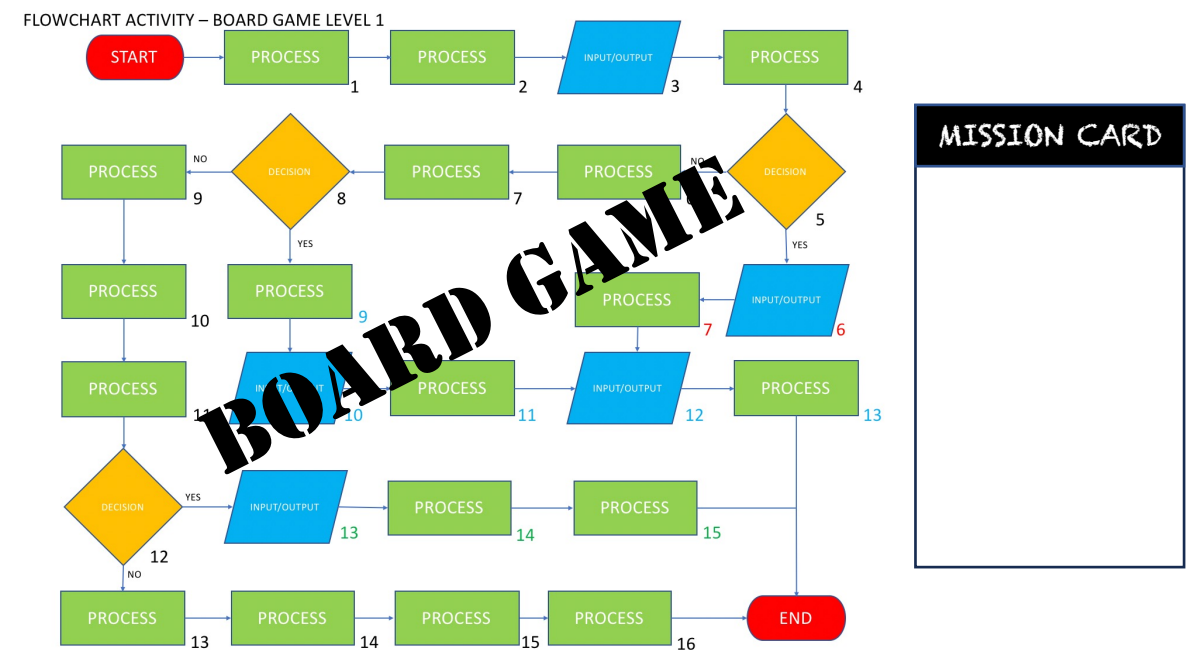 FLOWCHART ACTIVITY – BOARD GAME LEVEL 1
START
PROCESS
1
PROCESS
2
INPUT/OUTPUT
3
PROCESS
4
MISSION CARD
PROCESS
9
NO
DECISION
8
PROCESS
7
PROCESS
NO
DECISION
5
YES
YES
PROCESS
10
PROCESS
9
PROCESS
7
INPUT/OUTPUT
6
BOARD GAME
PROCESS
11
INPUT/OUTPUT
10
PROCESS
11
INPUT/OUTPUT
12
PROCESS
13
DECISION
12
YES
INPUT/OUTPUT
13
PROCESS
14
PROCESS
15
NO
PROCESS
13
PROCESS
14
PROCESS
15
PROCESS
16
END